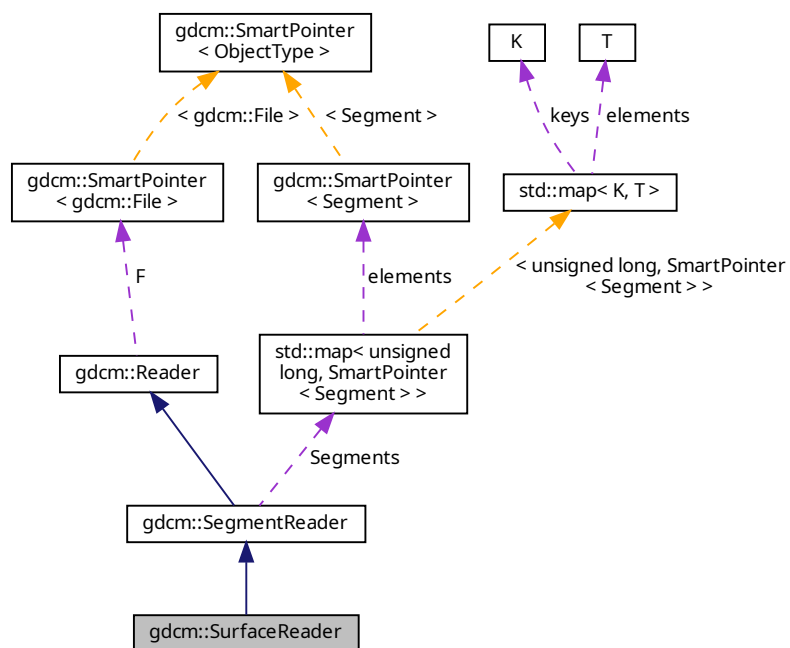 gdcm::SmartPointer
< ObjectType >
K
T
< gdcm::File >
< Segment >
keys
elements
gdcm::SmartPointer
< gdcm::File >
gdcm::SmartPointer
< Segment >
std::map< K, T >
F
elements
< unsigned long, SmartPointer
< Segment > >
gdcm::Reader
std::map< unsigned
long, SmartPointer
< Segment > >
Segments
gdcm::SegmentReader
gdcm::SurfaceReader